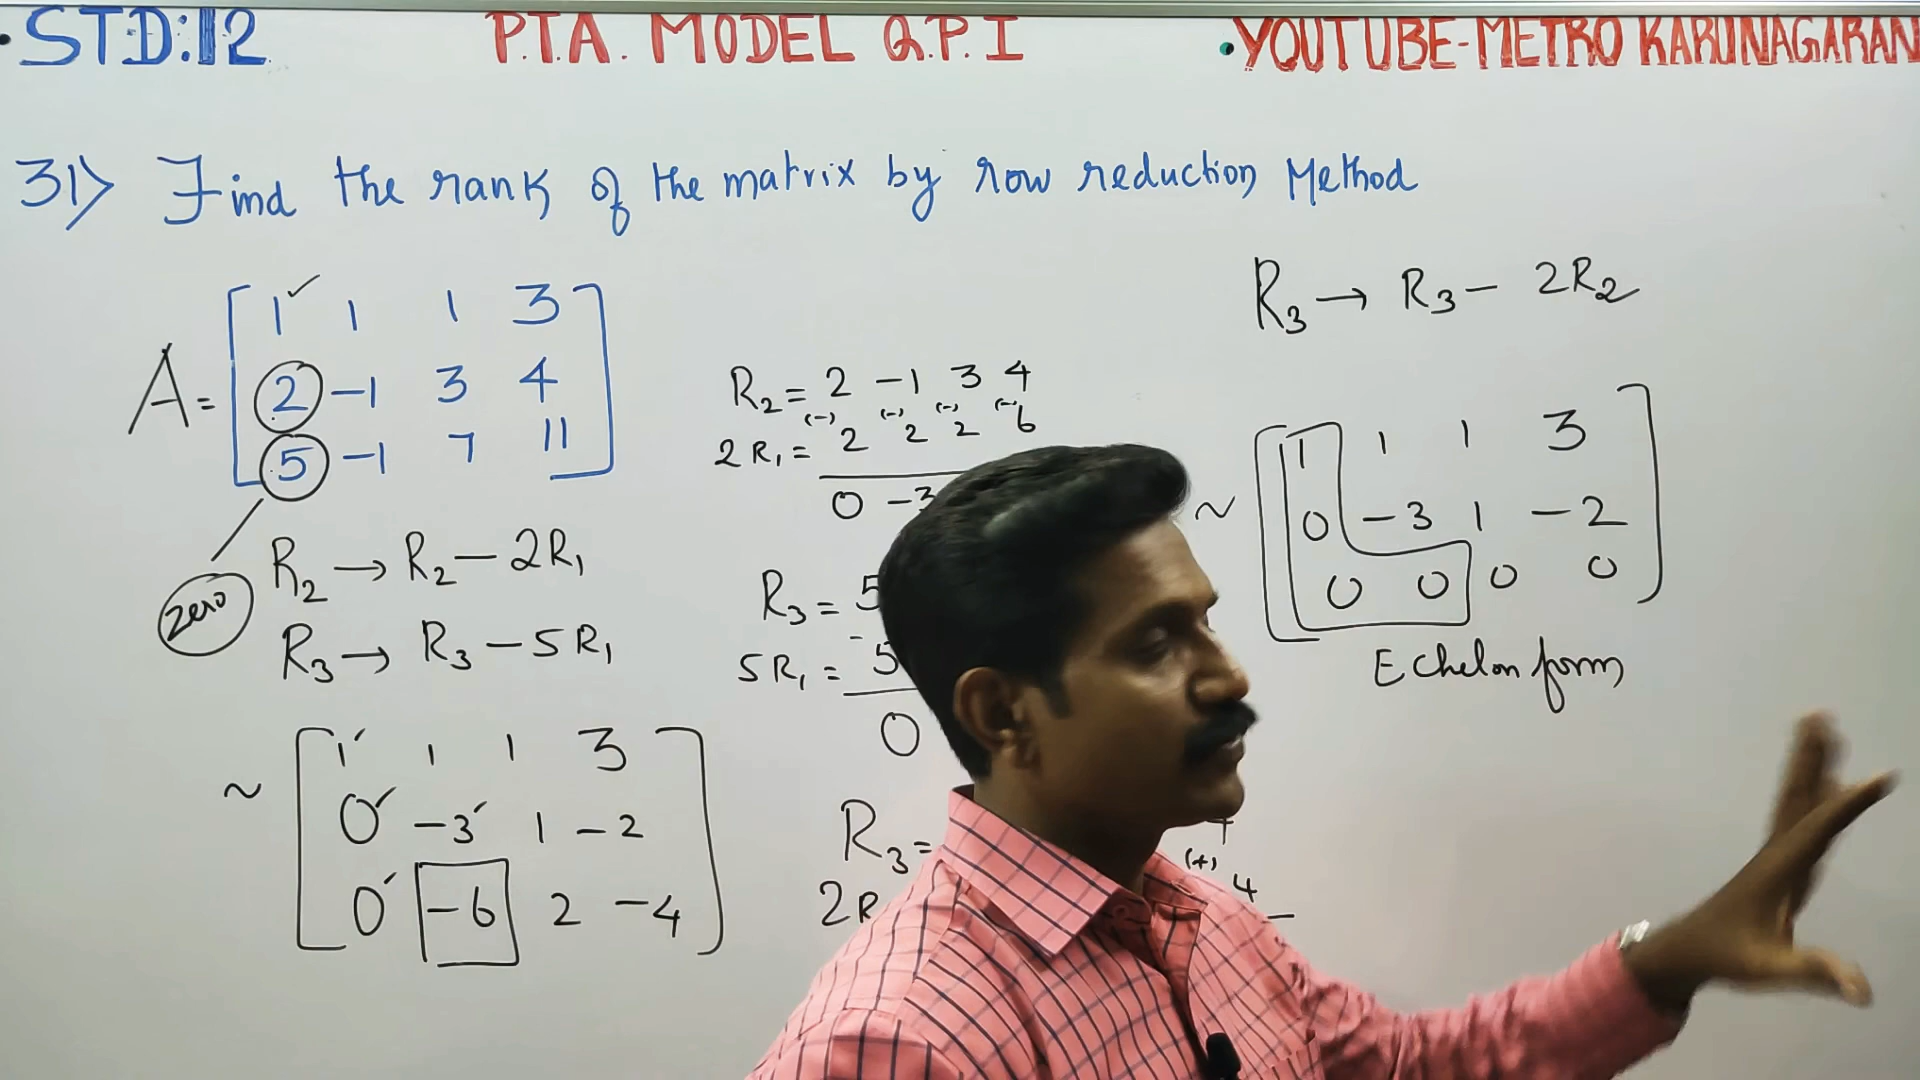 STD:12
P.T.A. MODEL Q.P. I
• YOUTUBE-METRO KARUNAGARAN
31) Find the rank of the matrix by row reduction Method
A = [ 1 1 1 3
2 -1 3 4
5 -1 7 11 ]
zero
R₂ → R₂ - 2R₁
R₃ → R₃ - 5R₁
~ [ 1 1 1 3
0 -3 1 -2
0 -6 2 -4 ]
R₂ = 2 -1 3 4
(-) (-) (-) (-)
2R₁ = 2 2 2 6
0 -3
R₃ = 5
5R₁ = 5
0
R₃ =
2R
(+)
4
R₃ → R₃ - 2R₂
~ [ 1 1 1 3
0 -3 1 -2
0 0 0 0 ]
Echelon form